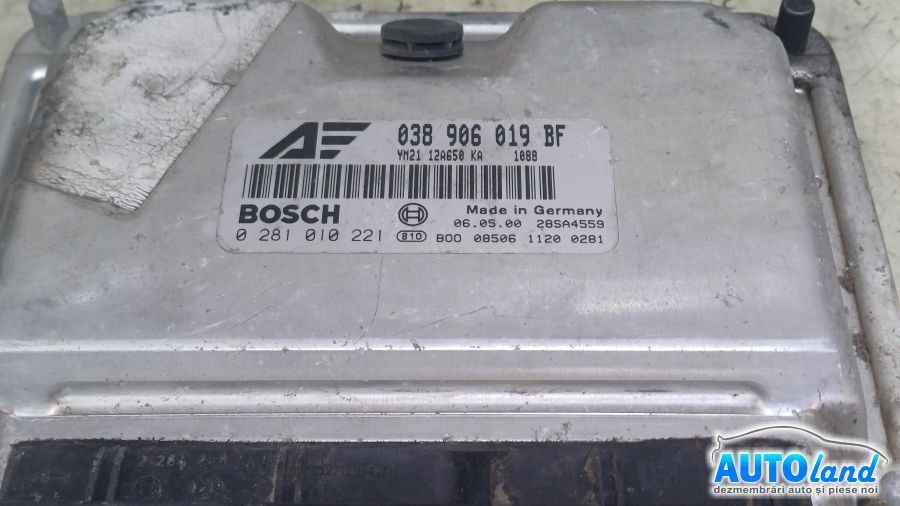 038 906 019 BF
YM21 12A650 KA 1088
BOSCH
Made in Germany
06.05.00 28SA4559
0 281 010 221 810 B00 08506 1120 0281
AUTOland
dezmembrări auto și piese noi